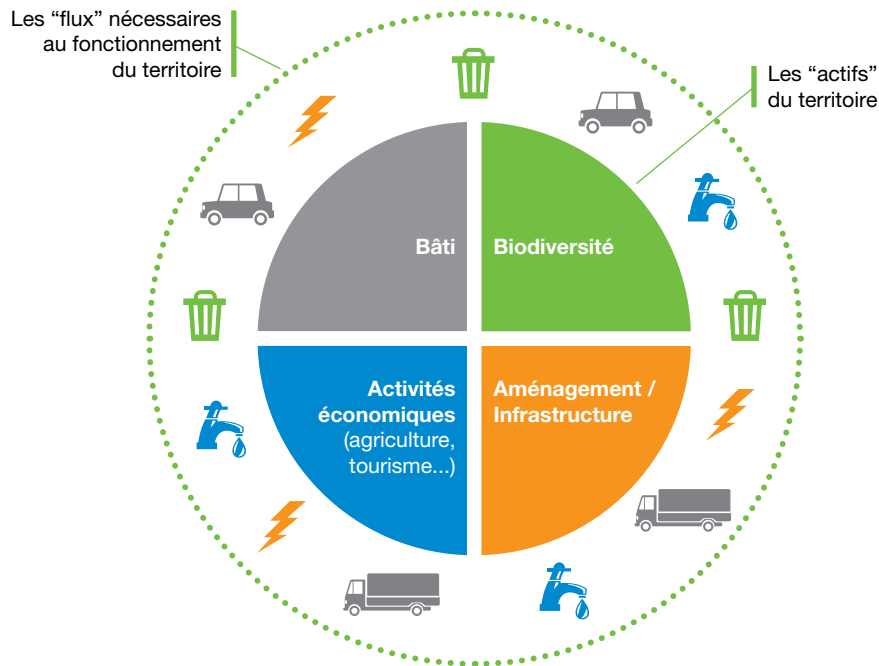 Les “flux” nécessaires
au fonctionnement
du territoire
Les “actifs”
du territoire
Bâti
Biodiversité
Activités
économiques
(agriculture,
tourisme...)
Aménagement /
Infrastructure